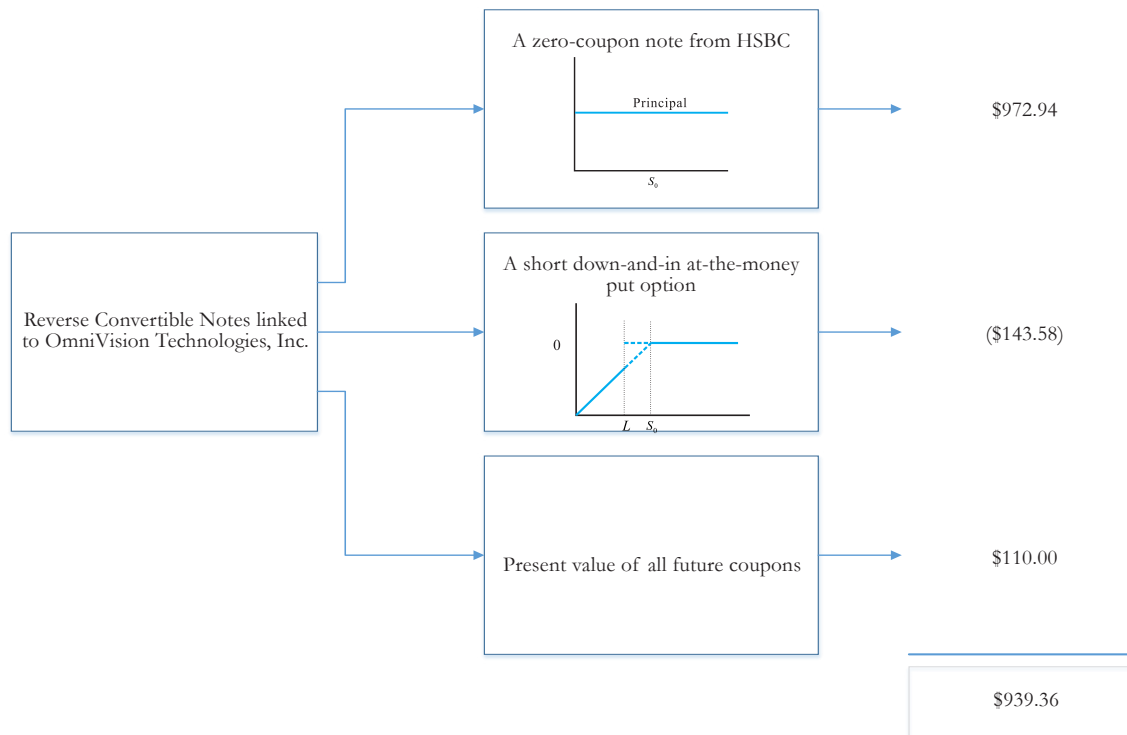 A zero-coupon note from HSBC
Principal
S0
$972.94
Reverse Convertible Notes linked
to OmniVision Technologies, Inc.
A short down-and-in at-the-money
put option
0
L S0
($143.58)
Present value of all future coupons
$110.00
$939.36